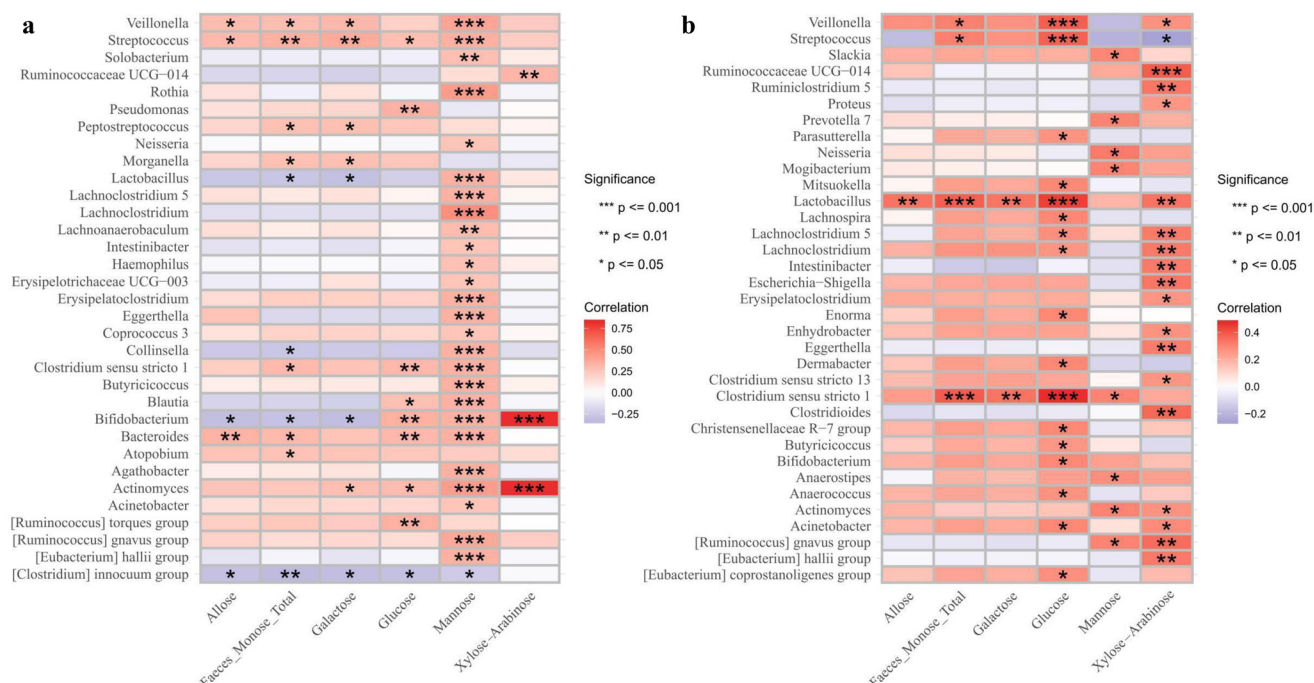 a
Veillonella * * * ***
Streptococcus * ** ** * ***
Solobacterium **
Ruminococcaceae UCG-014 **
Rothia ***
Pseudomonas **
Peptostreptococcus * *
Neisseria *
Morganella * *
Lactobacillus * * ***
Lachnoclostridium 5 ***
Lachnoclostridium ***
Lachnoanaerobaculum **
Intestinibacter *
Haemophilus *
Erysipelotrichaceae UCG-003 *
Erysipelatoclostridium ***
Eggerthella ***
Coprococcus 3 *
Collinsella * ***
Clostridium sensu stricto 1 * ** ***
Butyricicoccus ***
Blautia * ***
Bifidobacterium * * * ** *** ***
Bacteroides ** * ** ***
Atopobium *
Agathobacter ***
Actinomyces * * *** ***
Acinetobacter *
[Ruminococcus] torques group **
[Ruminococcus] gnavus group ***
[Eubacterium] hallii group ***
[Clostridium] innocuum group * ** * * *
Allose
Faeces_Monose_Total
Galactose
Glucose
Mannose
Xylose-Arabinose
Significance
*** p <= 0.001
** p <= 0.01
* p <= 0.05
Correlation
0.75
0.50
0.25
0.00
-0.25
b
Veillonella * *** *
Streptococcus * *** *
Slackia *
Ruminococcaceae UCG-014 ***
Ruminiclostridium 5 **
Proteus *
Prevotella 7 *
Parasutterella *
Neisseria *
Mogibacterium *
Mitsuokella *
Lactobacillus ** *** ** *** **
Lachnospira *
Lachnoclostridium 5 * **
Lachnoclostridium * **
Intestinibacter **
Escherichia-Shigella **
Erysipelatoclostridium *
Enorma *
Enhydrobacter *
Eggerthella **
Dermabacter *
Clostridium sensu stricto 13 *
Clostridium sensu stricto 1 *** ** *** *
Clostridioides **
Christensenellaceae R-7 group *
Butyricicoccus *
Bifidobacterium *
Anaerostipes *
Anaerococcus *
Actinomyces * *
Acinetobacter * *
[Ruminococcus] gnavus group * **
[Eubacterium] hallii group **
[Eubacterium] coprostanoligenes group *
Allose
Faeces_Monose_Total
Galactose
Glucose
Mannose
Xylose-Arabinose
Significance
*** p <= 0.001
** p <= 0.01
* p <= 0.05
Correlation
0.4
0.2
0.0
-0.2